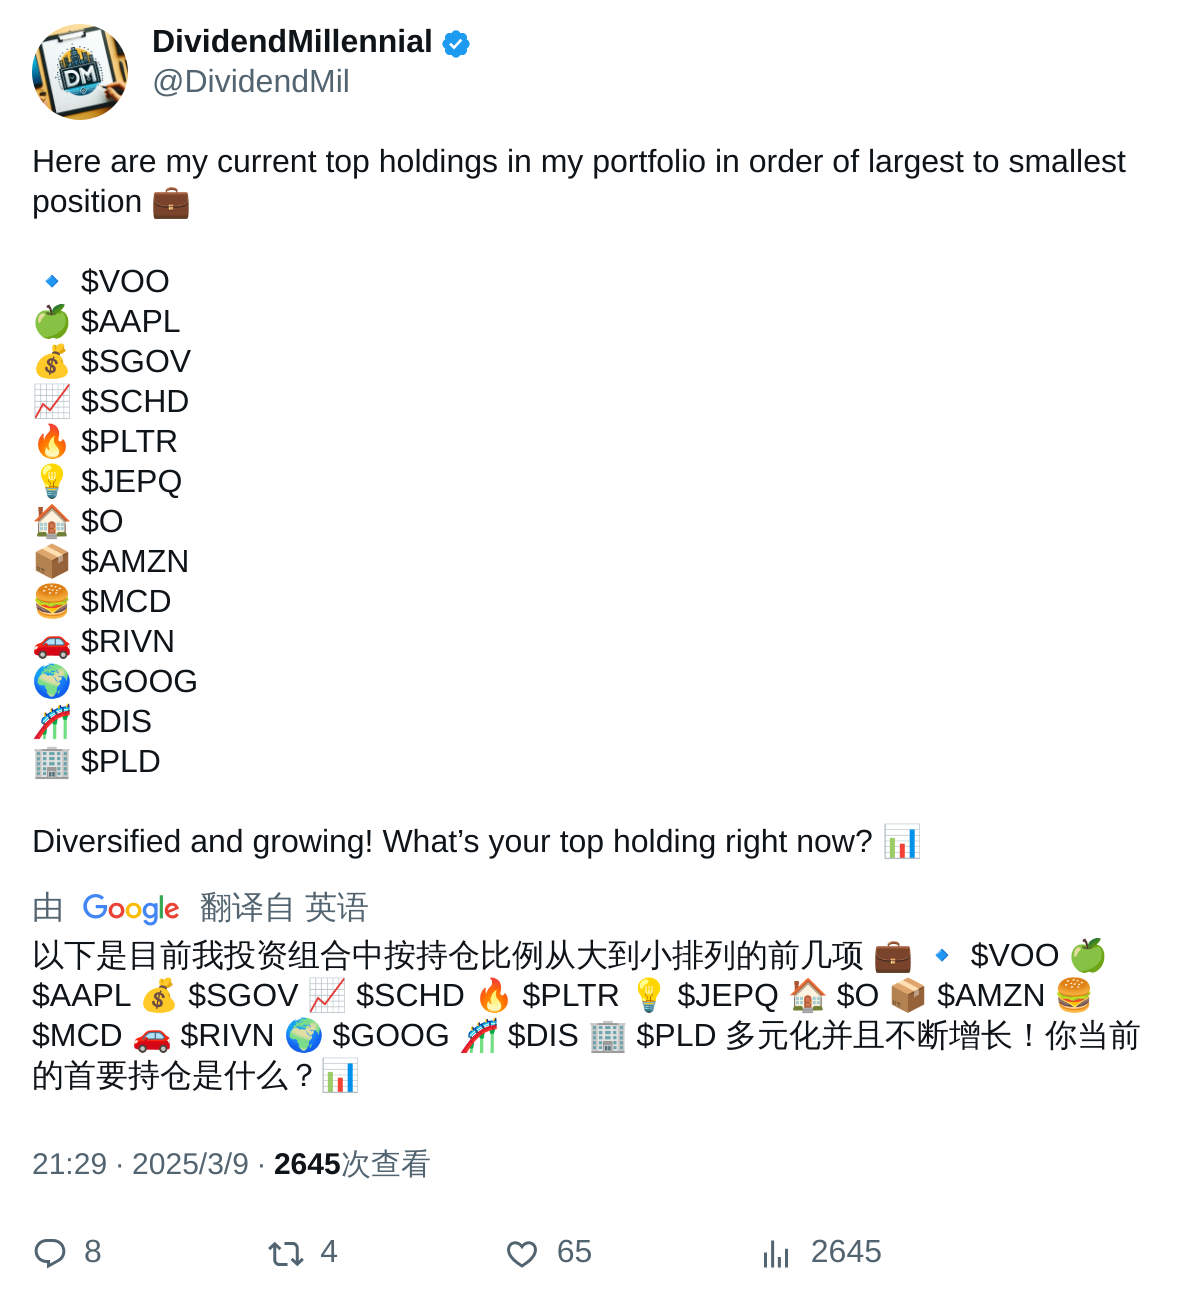 DM
DividendMillennial
@DividendMil
Here are my current top holdings in my portfolio in order of largest to smallest
position 💼
🔹 $VOO
🍏 $AAPL
💰 $SGOV
📈 $SCHD
🔥 $PLTR
💡 $JEPQ
🏠 $O
📦 $AMZN
🍔 $MCD
🚗 $RIVN
🌍 $GOOG
🎢 $DIS
🏢 $PLD
Diversified and growing! What’s your top holding right now? 📊
由 Google 翻译自 英语
以下是目前我投资组合中按持仓比例从大到小排列的前几项 💼 🔹 $VOO 🍏
$AAPL 💰 $SGOV 📈 $SCHD 🔥 $PLTR 💡 $JEPQ 🏠 $O 📦 $AMZN 🍔
$MCD 🚗 $RIVN 🌍 $GOOG 🎢 $DIS 🏢 $PLD 多元化并且不断增长！你当前
的首要持仓是什么？📊
21:29 · 2025/3/9 · 2645次查看
8 4 65 2645